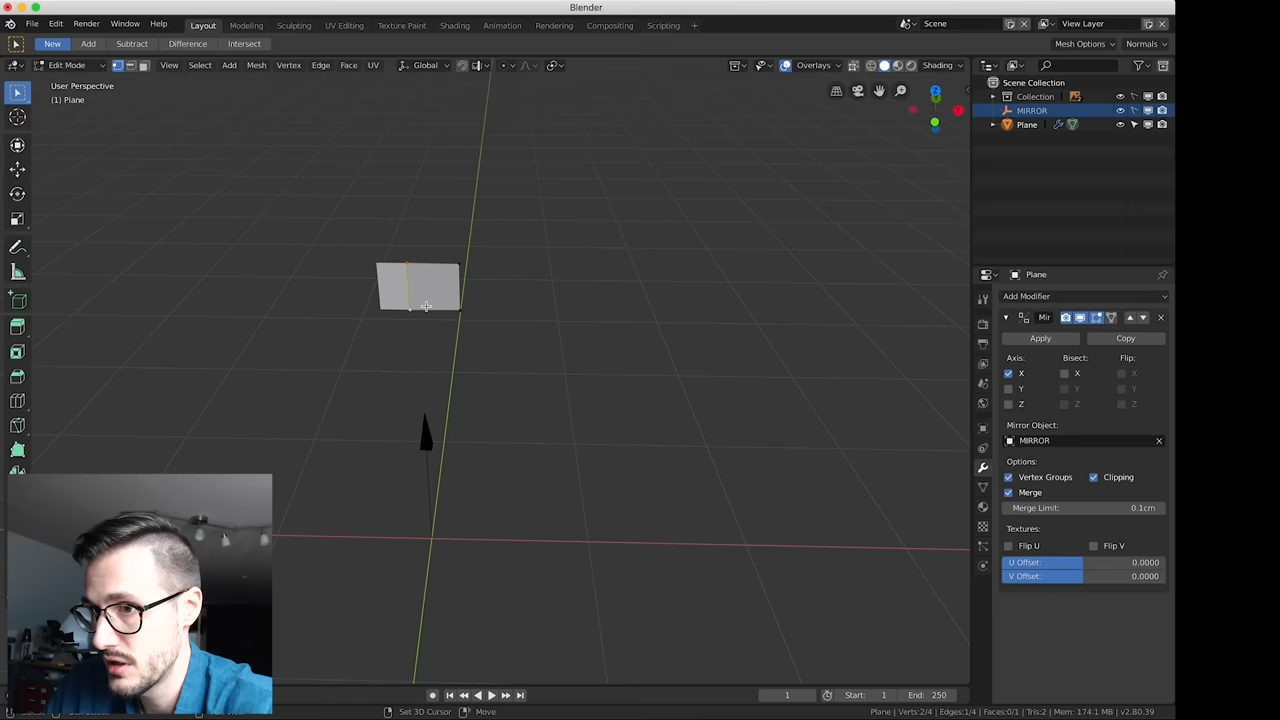 Blender
File Edit Render Window Help Layout Modeling Sculpting UV Editing Texture Paint Shading Animation Rendering Compositing Scripting + Scene View Layer
New Add Subtract Difference Intersect Mesh Options Normals
Edit Mode View Select Add Mesh Vertex Edge Face UV Global Overlays Shading
User Perspective
(1) Plane
Scene Collection
Collection
MIRROR
Plane
Plane
Add Modifier
Mir
Apply Copy
Axis: Bisect: Flip:
X X X
Y Y Y
Z Z Z
Mirror Object:
MIRROR
Options:
Vertex Groups Clipping
Merge
Merge Limit: 0.1cm
Textures:
Flip U Flip V
U Offset: 0.0000
V Offset: 0.0000
1 Start: 1 End: 250
Set 3D Cursor Move Plane | Verts:2/4 | Edges:1/4 | Faces:0/1 | Tris:2 | Mem: 174.1 MB | v2.80.39